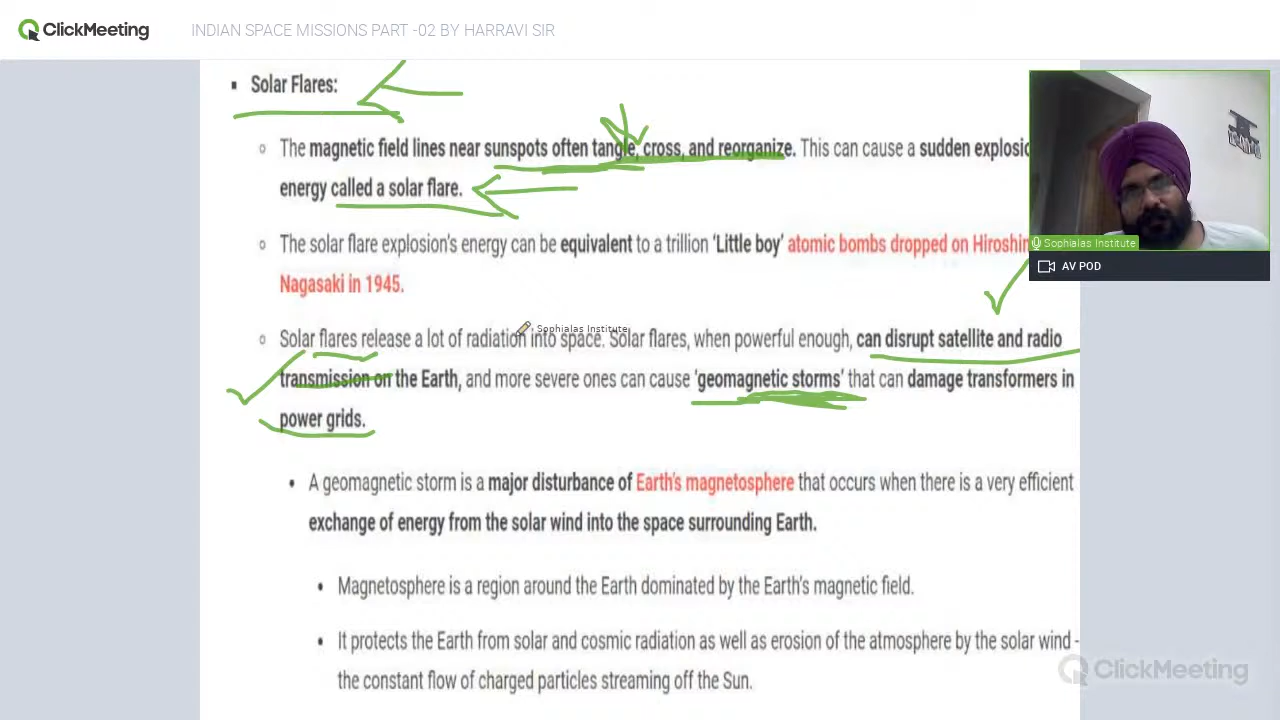 ClickMeeting
INDIAN SPACE MISSIONS PART -02 BY HARRAVI SIR
▪ Solar Flares:
○ The magnetic field lines near sunspots often tangle, cross, and reorganize. This can cause a sudden
energy called a solar flare.
○ The solar flare explosion's energy can be equivalent to a trillion 'Little boy' atomic bombs dropped on
Nagasaki in 1945.
○ Solar flares release a lot of radiation into space. Solar flares, when powerful enough, can disrupt satellite and radio
transmission on the Earth, and more severe ones can cause 'geomagnetic storms' that can damage transformers in
power grids.
• A geomagnetic storm is a major disturbance of Earth's magnetosphere that occurs when there is a very efficient
exchange of energy from the solar wind into the space surrounding Earth.
• Magnetosphere is a region around the Earth dominated by the Earth's magnetic field.
• It protects the Earth from solar and cosmic radiation as well as erosion of the atmosphere by the solar wind -
the constant flow of charged particles streaming off the Sun.
Sophialas Institute
Sophialas Institute
AV POD
ClickMeeting